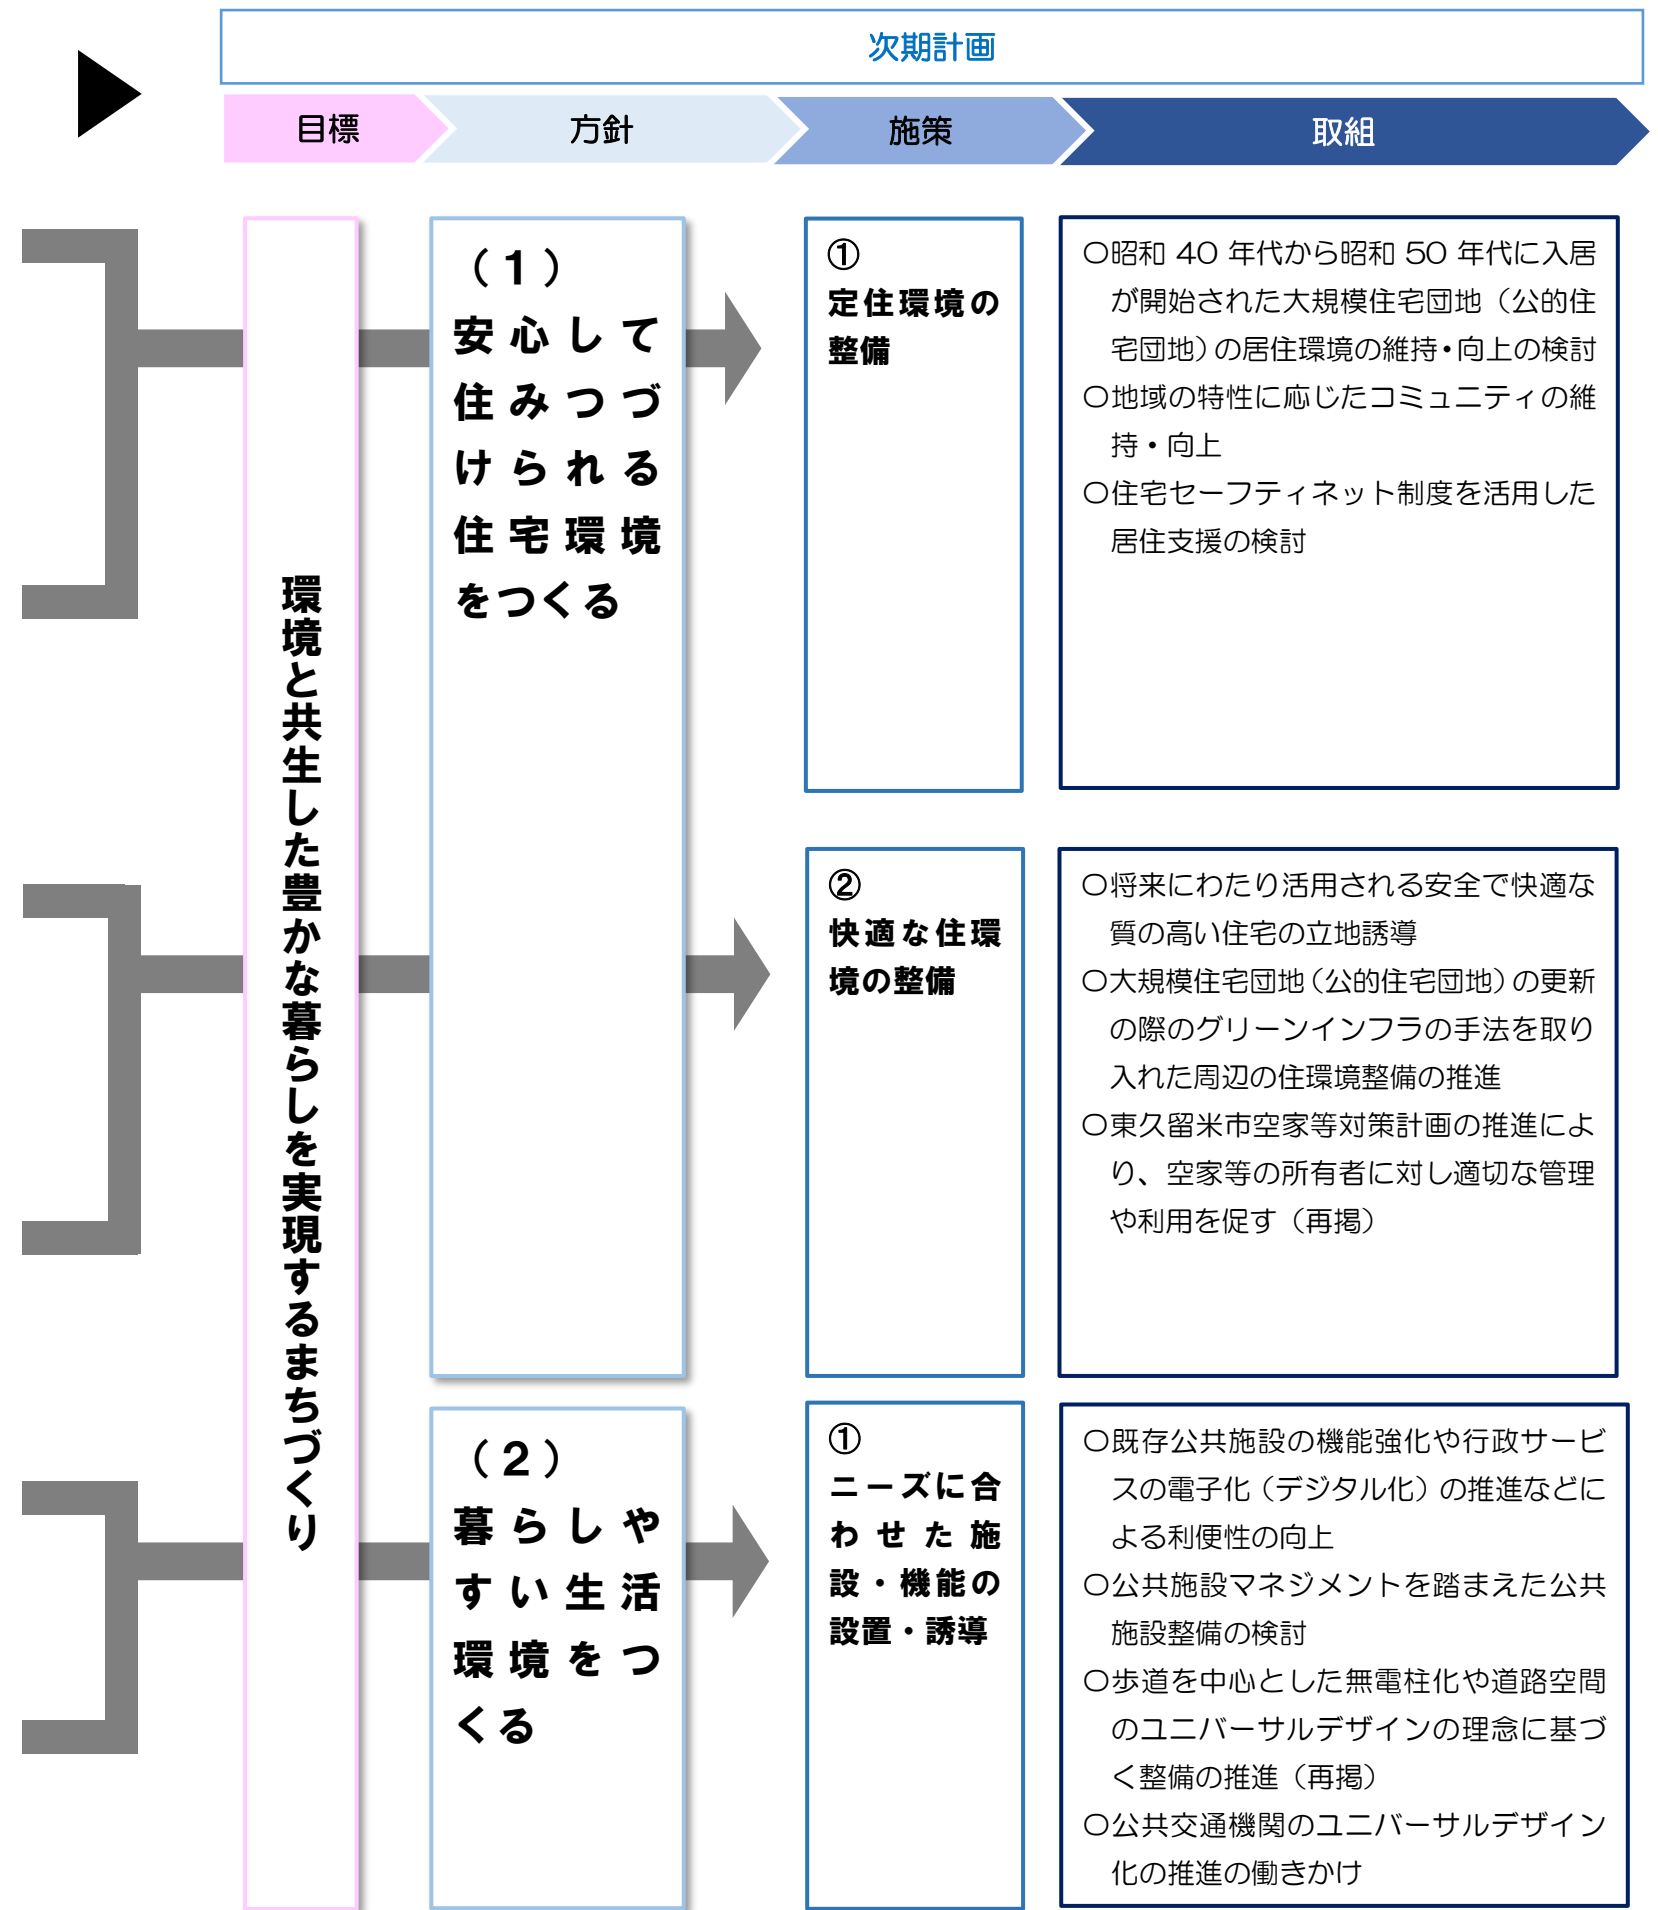 次期計画
目標
方針
施策
取組
環境と共生した豊かな暮らしを実現するまちづくり
（1）
安心して
住みつづ
けられる
住宅環境
をつくる
①
定住環境の
整備
〇昭和 40 年代から昭和 50 年代に入居
が開始された大規模住宅団地（公的住
宅団地）の居住環境の維持・向上の検討
〇地域の特性に応じたコミュニティの維
持・向上
〇住宅セーフティネット制度を活用した
居住支援の検討
②
快適な住環
境の整備
〇将来にわたり活用される安全で快適な
質の高い住宅の立地誘導
〇大規模住宅団地（公的住宅団地）の更新
の際のグリーンインフラの手法を取り
入れた周辺の住環境整備の推進
〇東久留米市空家等対策計画の推進によ
り、空家等の所有者に対し適切な管理
や利用を促す（再掲）
（2）
暮らしや
すい生活
環境をつ
くる
①
ニーズに合
わせた施
設・機能の
設置・誘導
〇既存公共施設の機能強化や行政サービ
スの電子化（デジタル化）の推進などに
よる利便性の向上
〇公共施設マネジメントを踏まえた公共
施設整備の検討
〇歩道を中心とした無電柱化や道路空間
のユニバーサルデザインの理念に基づ
く整備の推進（再掲）
〇公共交通機関のユニバーサルデザイン
化の推進の働きかけ